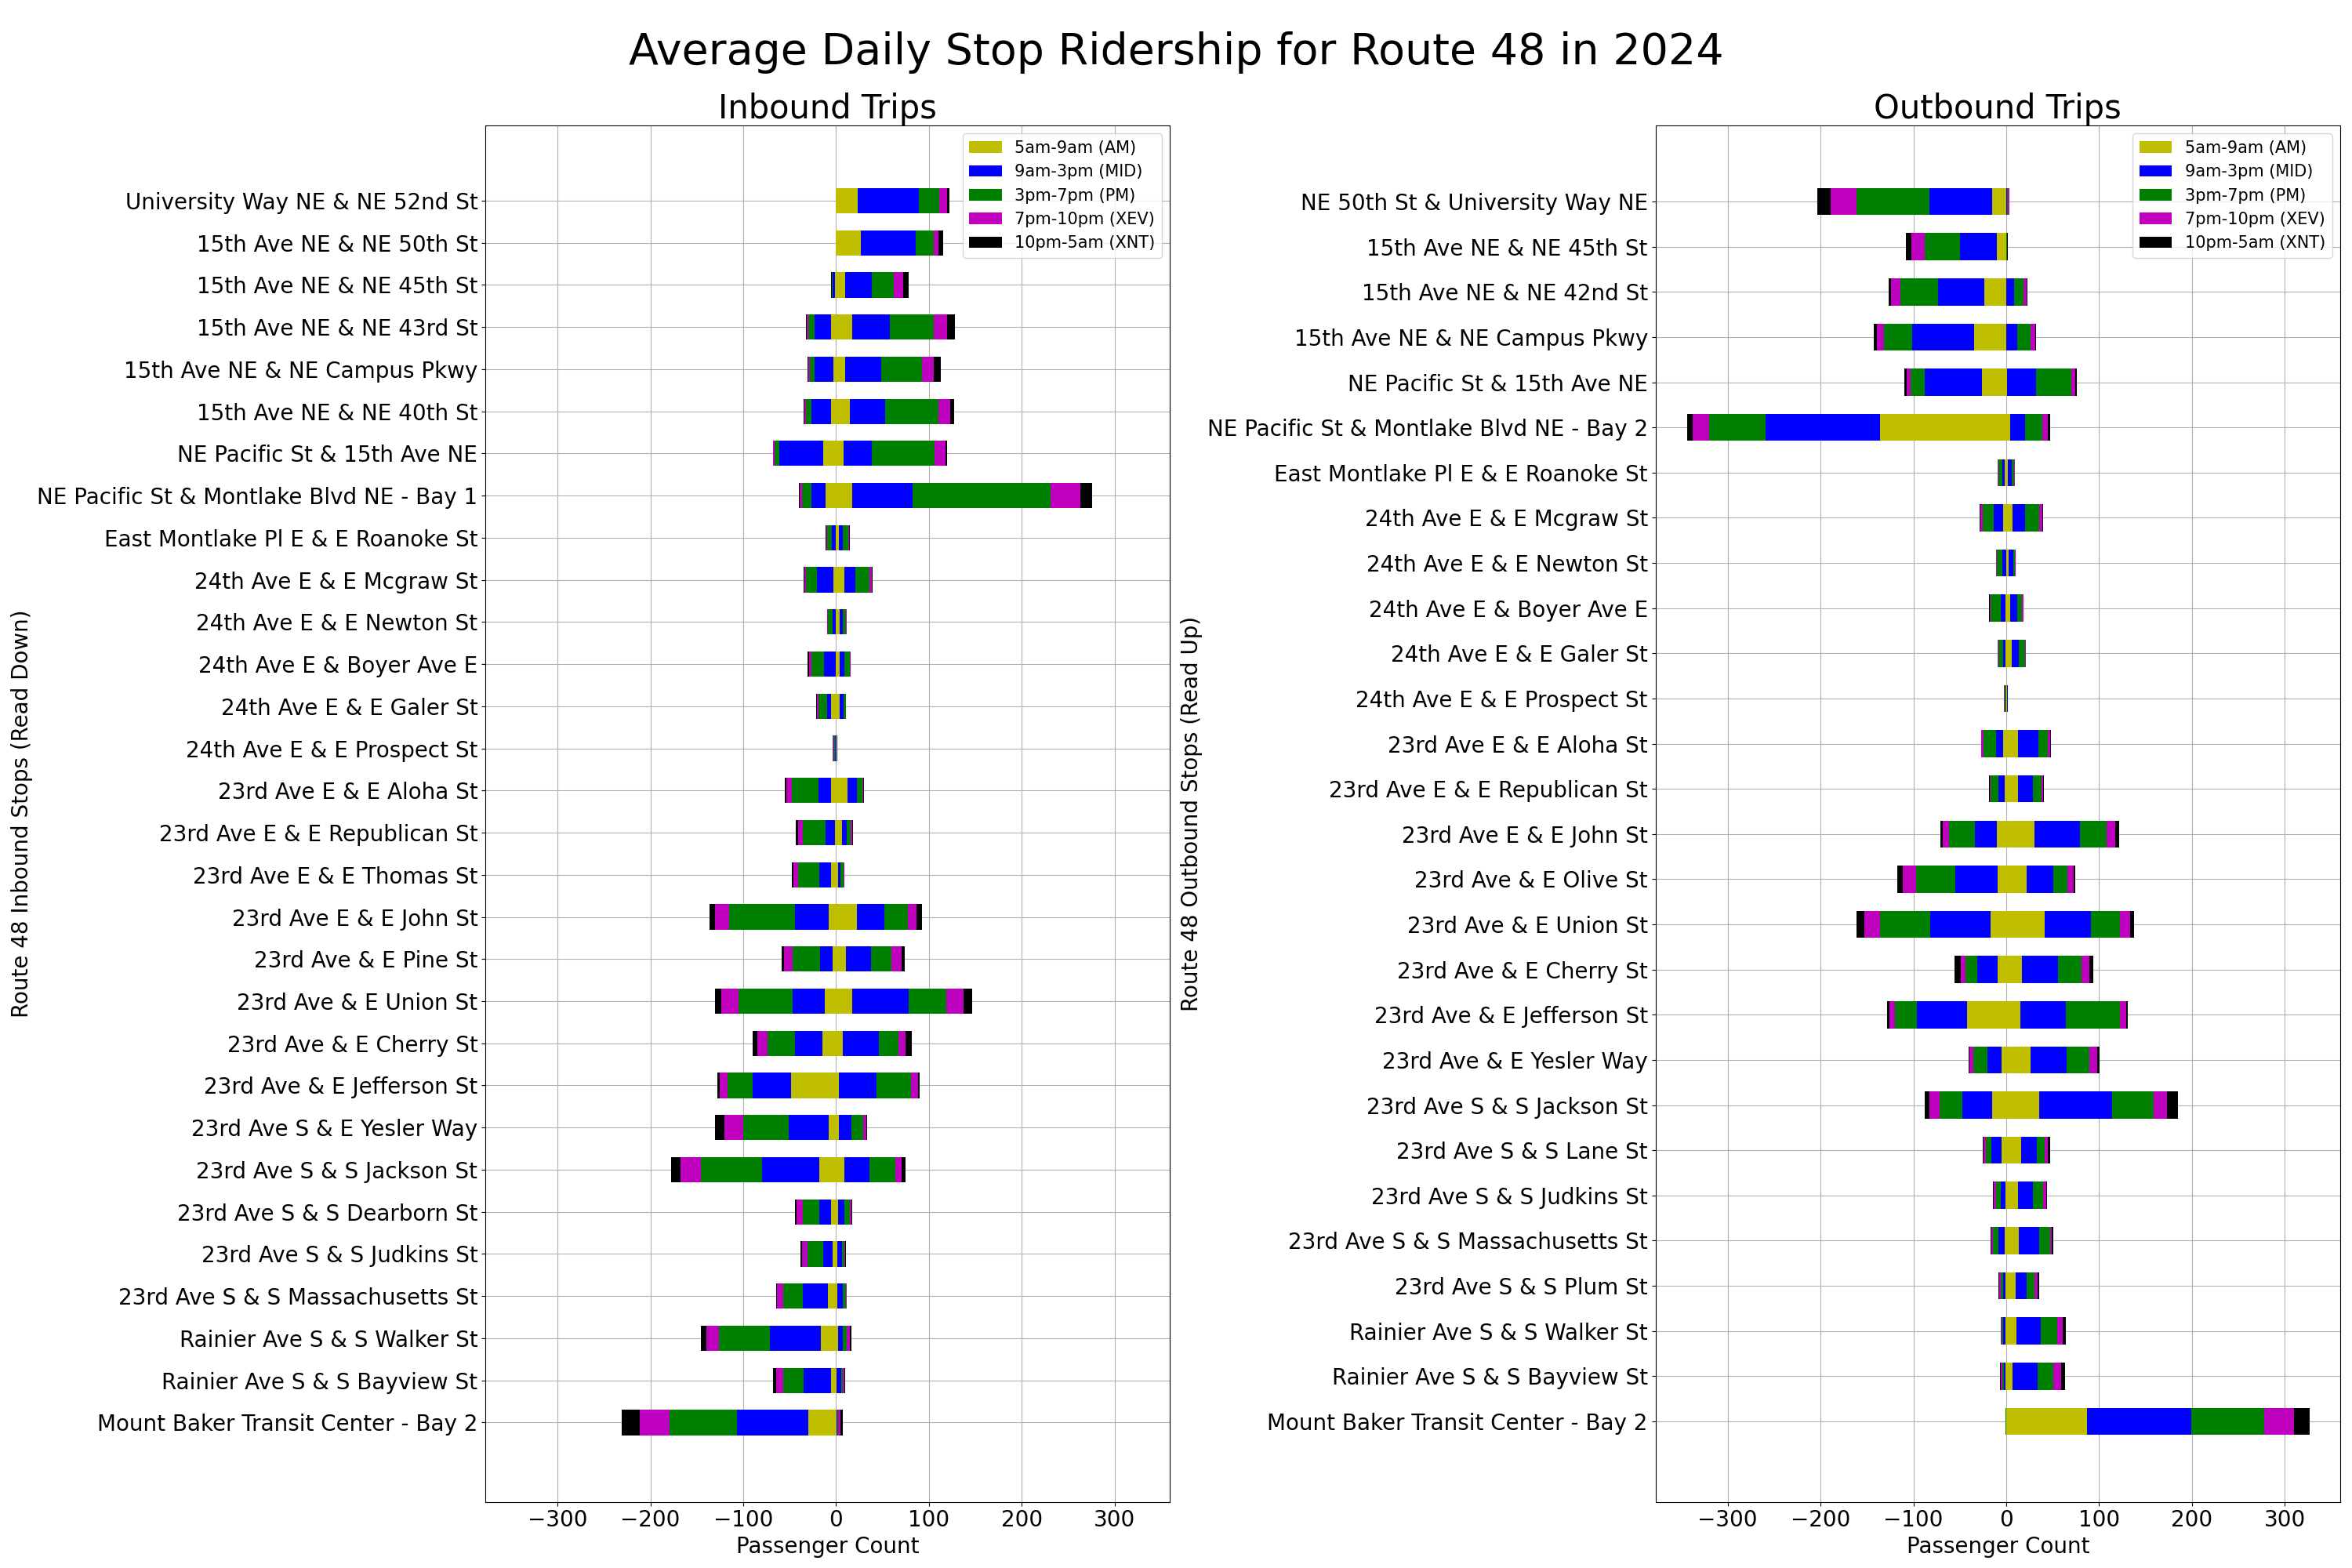 Average Daily Stop Ridership for Route 48 in 2024
Inbound Trips
5am-9am (AM)
9am-3pm (MID)
3pm-7pm (PM)
7pm-10pm (XEV)
10pm-5am (XNT)
Route 48 Inbound Stops (Read Down)
University Way NE & NE 52nd St
15th Ave NE & NE 50th St
15th Ave NE & NE 45th St
15th Ave NE & NE 43rd St
15th Ave NE & NE Campus Pkwy
15th Ave NE & NE 40th St
NE Pacific St & 15th Ave NE
NE Pacific St & Montlake Blvd NE - Bay 1
East Montlake Pl E & E Roanoke St
24th Ave E & E Mcgraw St
24th Ave E & E Newton St
24th Ave E & Boyer Ave E
24th Ave E & E Galer St
24th Ave E & E Prospect St
23rd Ave E & E Aloha St
23rd Ave E & E Republican St
23rd Ave E & E Thomas St
23rd Ave E & E John St
23rd Ave & E Pine St
23rd Ave & E Union St
23rd Ave & E Cherry St
23rd Ave & E Jefferson St
23rd Ave S & E Yesler Way
23rd Ave S & S Jackson St
23rd Ave S & S Dearborn St
23rd Ave S & S Judkins St
23rd Ave S & S Massachusetts St
Rainier Ave S & S Walker St
Rainier Ave S & S Bayview St
Mount Baker Transit Center - Bay 2
−300 −200 −100 0 100 200 300
Passenger Count
Outbound Trips
5am-9am (AM)
9am-3pm (MID)
3pm-7pm (PM)
7pm-10pm (XEV)
10pm-5am (XNT)
Route 48 Outbound Stops (Read Up)
NE 50th St & University Way NE
15th Ave NE & NE 45th St
15th Ave NE & NE 42nd St
15th Ave NE & NE Campus Pkwy
NE Pacific St & 15th Ave NE
NE Pacific St & Montlake Blvd NE - Bay 2
East Montlake Pl E & E Roanoke St
24th Ave E & E Mcgraw St
24th Ave E & E Newton St
24th Ave E & Boyer Ave E
24th Ave E & E Galer St
24th Ave E & E Prospect St
23rd Ave E & E Aloha St
23rd Ave E & E Republican St
23rd Ave E & E John St
23rd Ave & E Olive St
23rd Ave & E Union St
23rd Ave & E Cherry St
23rd Ave & E Jefferson St
23rd Ave & E Yesler Way
23rd Ave S & S Jackson St
23rd Ave S & S Lane St
23rd Ave S & S Judkins St
23rd Ave S & S Massachusetts St
23rd Ave S & S Plum St
Rainier Ave S & S Walker St
Rainier Ave S & S Bayview St
Mount Baker Transit Center - Bay 2
−300 −200 −100 0 100 200 300
Passenger Count